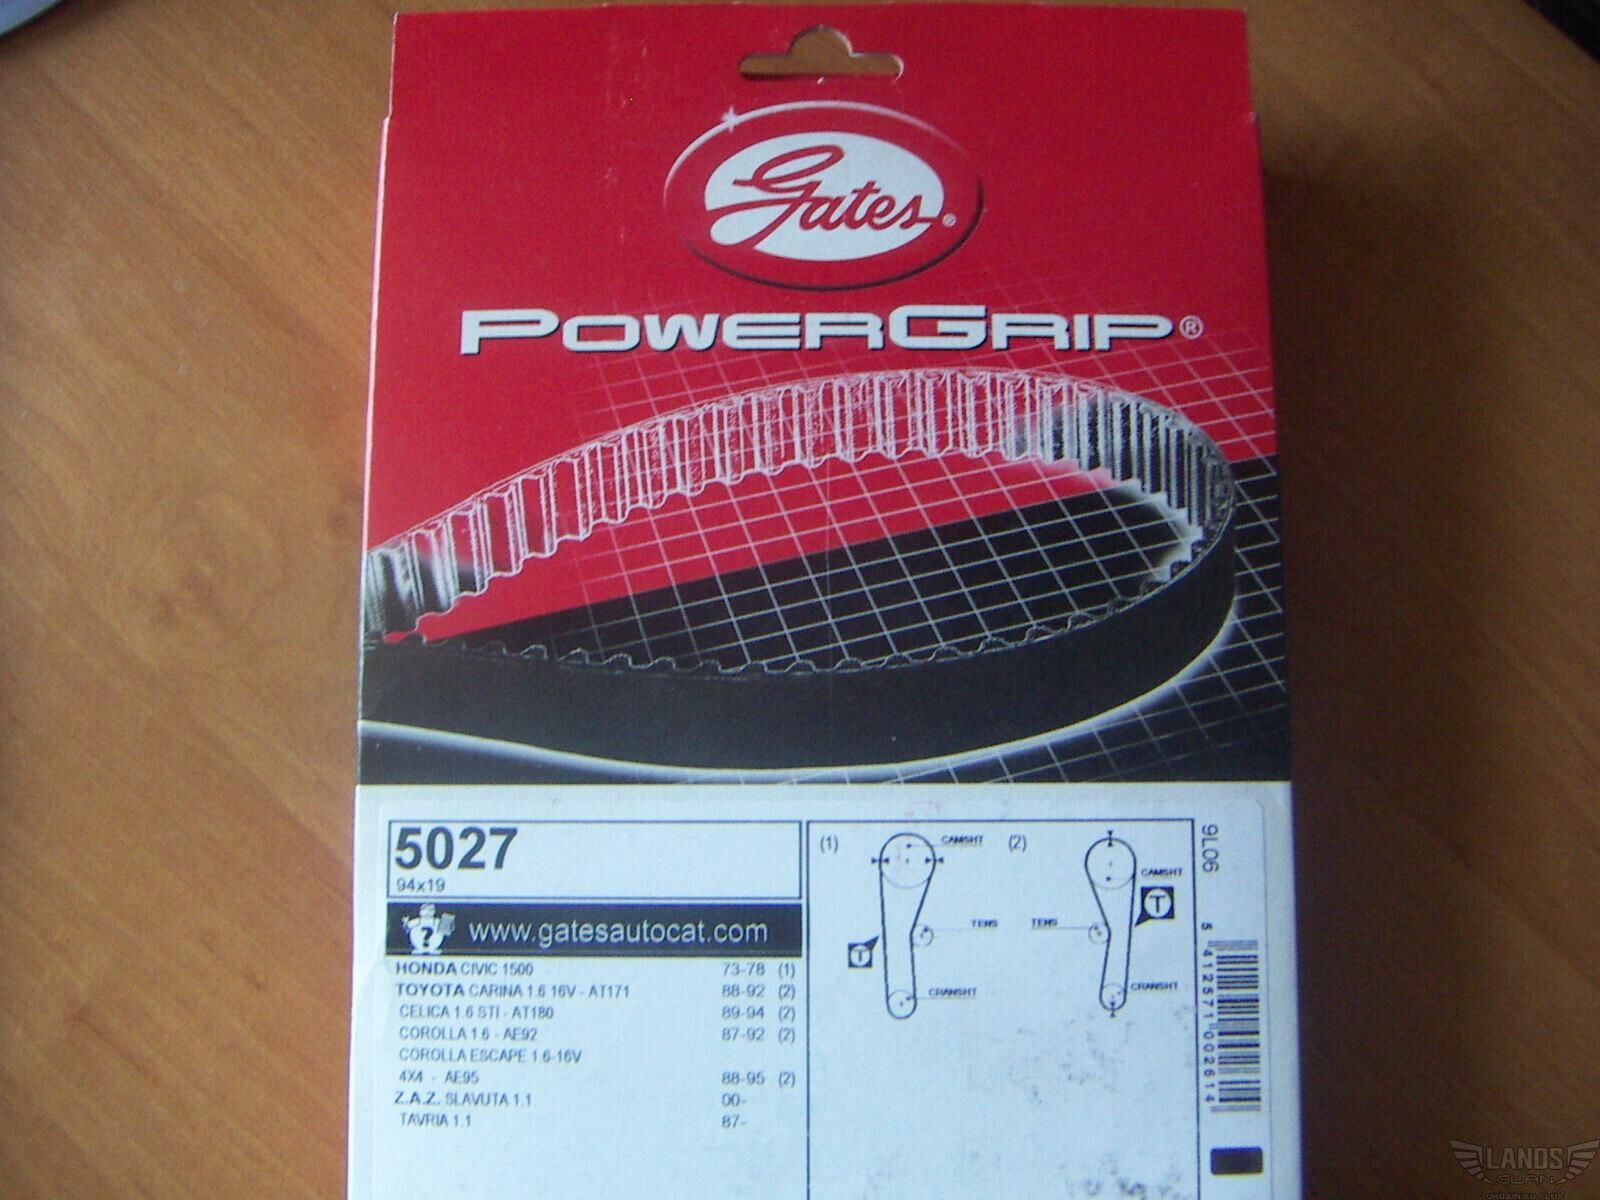 Gates®
POWERGRIP®
5027
94x19
www.gatesautocat.com
HONDA CIVIC 1500 73-78 (1)
TOYOTA CARINA 1.6 16V - AT171 88-92 (2)
CELICA 1.6 STI - AT180 89-94 (2)
COROLLA 1.6 - AE92 87-92 (2)
COROLLA ESCAPE 1.6-16V
4X4 - AE95 88-95 (2)
Z.A.Z. SLAVUTA 1.1 00-
TAVRIA 1.1 87-
(1) CAMSHT
TENS
T
CRANSHT
(2)
CAMSHT
T
TENS
CRANSHT
9L06
5 412571 002614
LANOS
CLAN
UKRAINIAN CLUB